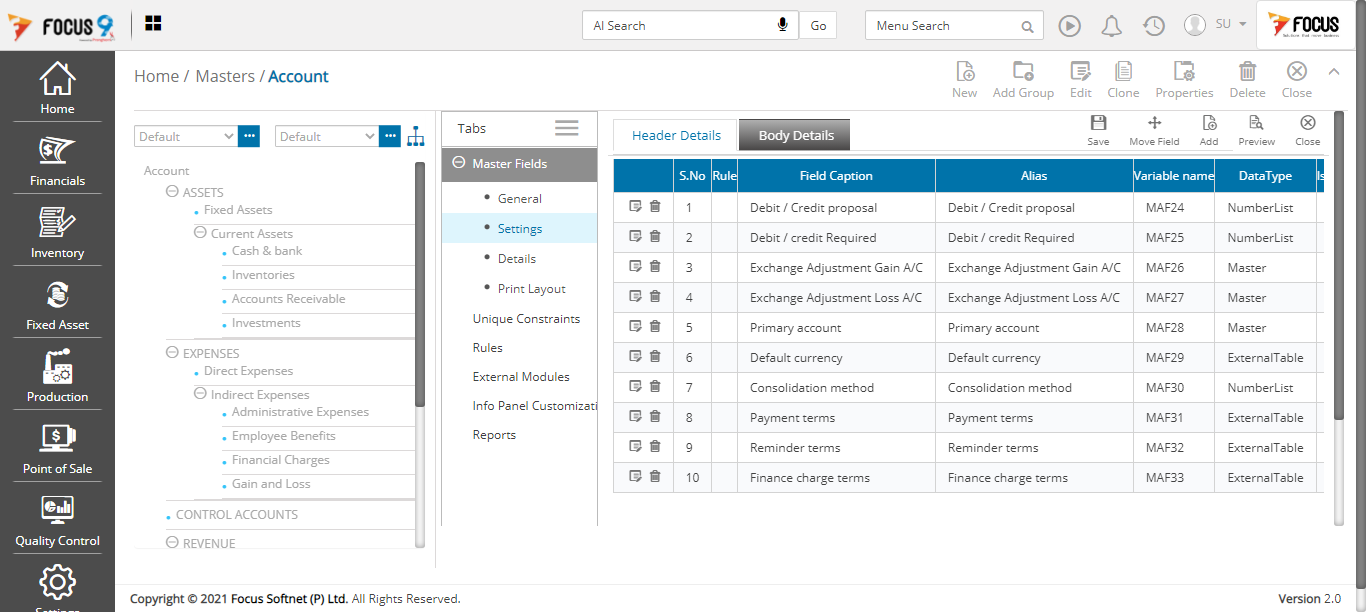 FOCUS 9
AI Search
Go
Menu Search
SU
FOCUS
Home
Financials
Inventory
Fixed Asset
Production
Point of Sale
Quality Control
Settings
Home / Masters / Account
New
Add Group
Edit
Clone
Properties
Delete
Close
Default
Default
Account
ASSETS
Fixed Assets
Current Assets
Cash & bank
Inventories
Accounts Receivable
Investments
EXPENSES
Direct Expenses
Indirect Expenses
Administrative Expenses
Employee Benefits
Financial Charges
Gain and Loss
CONTROL ACCOUNTS
REVENUE
Tabs
Master Fields
General
Settings
Details
Print Layout
Unique Constraints
Rules
External Modules
Info Panel Customizati
Reports
Header Details
Body Details
Save
Move Field
Add
Preview
Close
S.No Rule Field Caption Alias Variable name DataType Is
1 Debit / Credit proposal Debit / Credit proposal MAF24 NumberList
2 Debit / credit Required Debit / credit Required MAF25 NumberList
3 Exchange Adjustment Gain A/C Exchange Adjustment Gain A/C MAF26 Master
4 Exchange Adjustment Loss A/C Exchange Adjustment Loss A/C MAF27 Master
5 Primary account Primary account MAF28 Master
6 Default currency Default currency MAF29 ExternalTable
7 Consolidation method Consolidation method MAF30 NumberList
8 Payment terms Payment terms MAF31 ExternalTable
9 Reminder terms Reminder terms MAF32 ExternalTable
10 Finance charge terms Finance charge terms MAF33 ExternalTable
Copyright © 2021 Focus Softnet (P) Ltd. All Rights Reserved.
Version 2.0